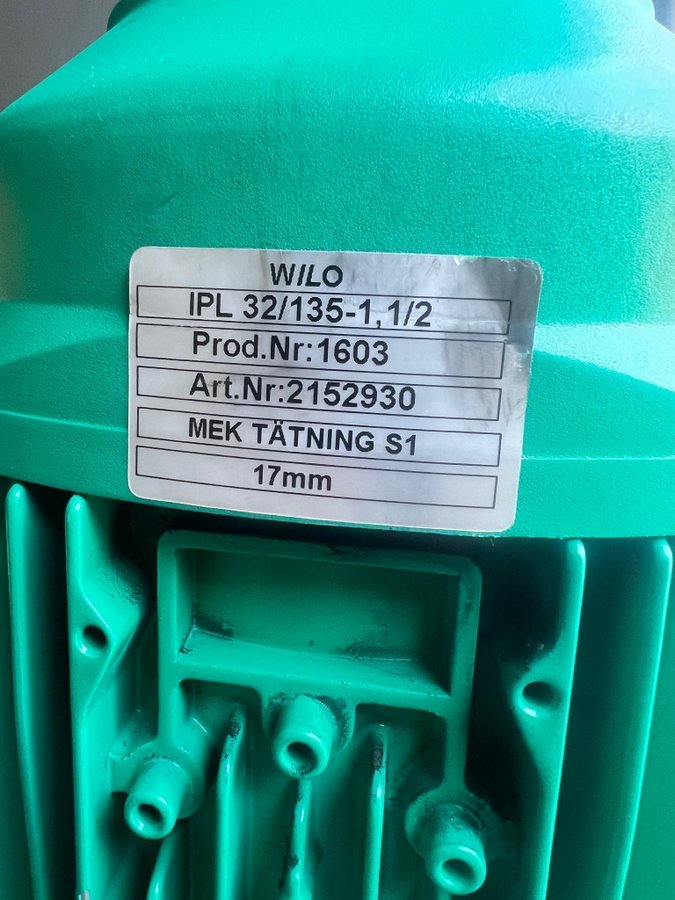 WILO
IPL 32/135-1,1/2
Prod.Nr:1603
Art.Nr:2152930
MEK TÄTNING S1
17mm